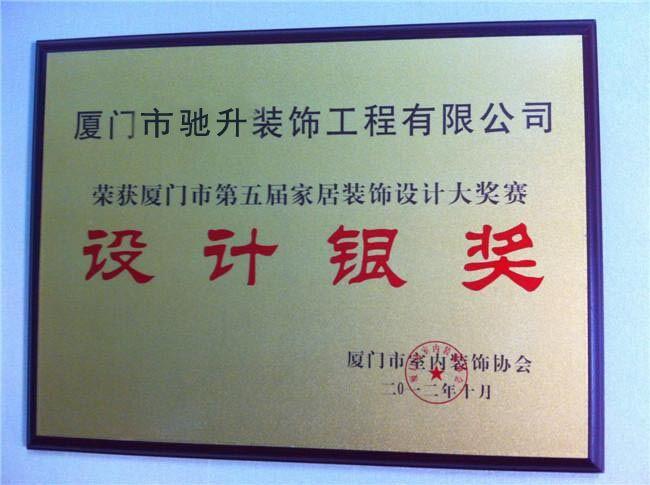 厦门市驰升装饰工程有限公司
荣获厦门市第五届家居装饰设计大奖赛
设计银奖
厦门市室内装饰协会
二0一二年十月